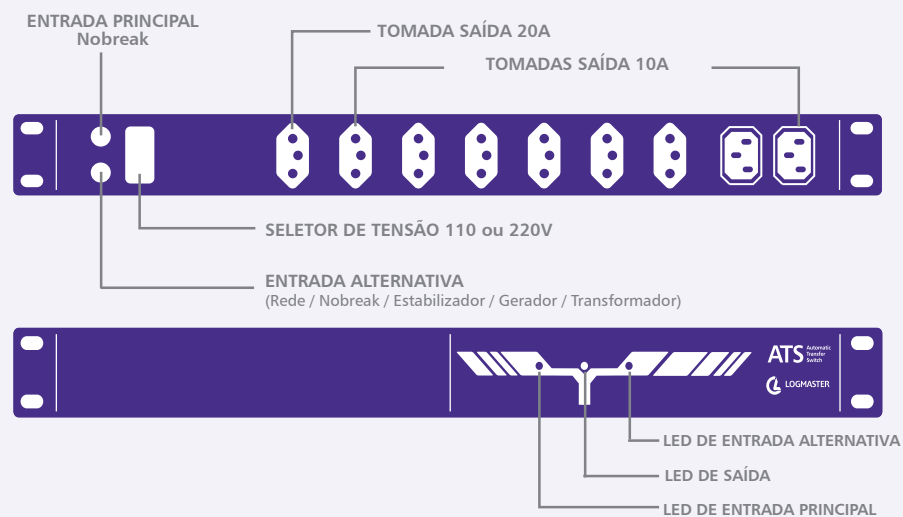 ENTRADA PRINCIPAL
Nobreak
TOMADA SAÍDA 20A
TOMADAS SAÍDA 10A
SELETOR DE TENSÃO 110 ou 220V
ENTRADA ALTERNATIVA
(Rede / Nobreak / Estabilizador / Gerador / Transformador)
ATS Automatic
Transfer
Switch
LOGMASTER
LED DE ENTRADA ALTERNATIVA
LED DE SAÍDA
LED DE ENTRADA PRINCIPAL